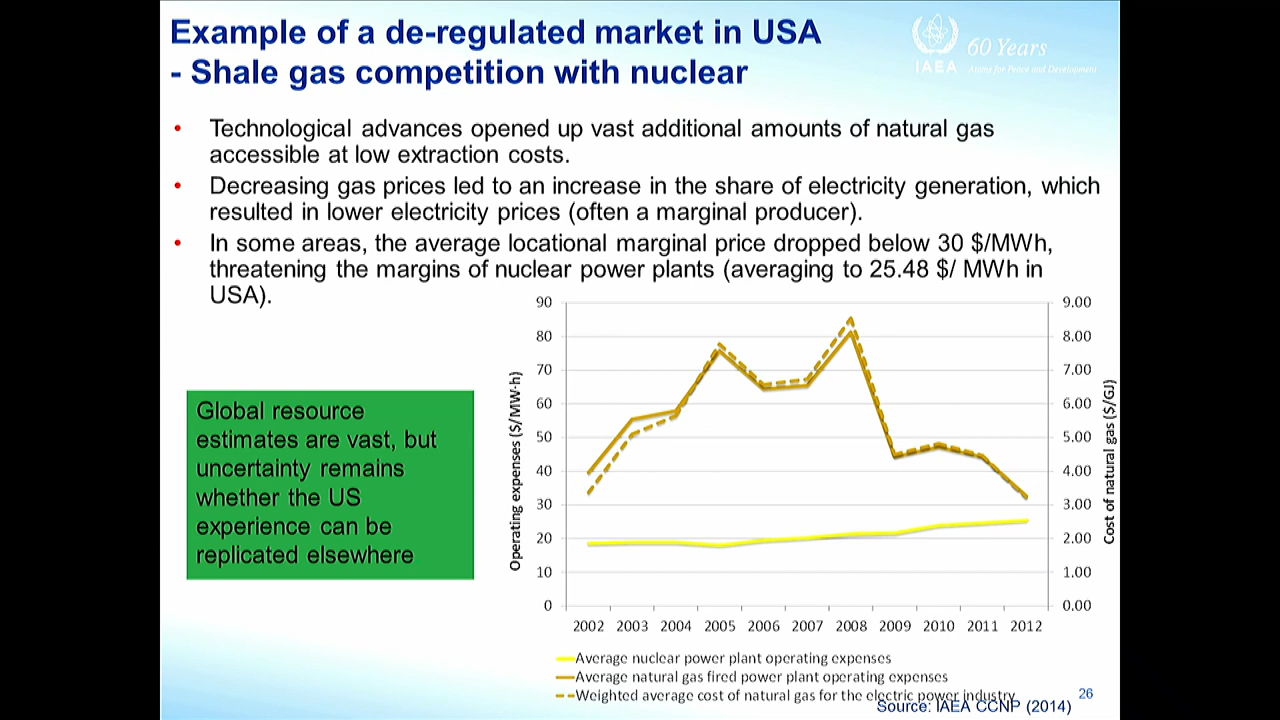 Example of a de-regulated market in USA
- Shale gas competition with nuclear
60 Years
IAEA
Atoms for Peace and Development
• Technological advances opened up vast additional amounts of natural gas
accessible at low extraction costs.
• Decreasing gas prices led to an increase in the share of electricity generation, which
resulted in lower electricity prices (often a marginal producer).
• In some areas, the average locational marginal price dropped below 30 $/MWh,
threatening the margins of nuclear power plants (averaging to 25.48 $/ MWh in
USA).
Global resource
estimates are vast, but
uncertainty remains
whether the US
experience can be
replicated elsewhere
Operating expenses ($/MW·h)
90
80
70
60
50
40
30
20
10
0
9.00
8.00
7.00
6.00
5.00
4.00
3.00
2.00
1.00
0.00
Cost of natural gas ($/GJ)
2002 2003 2004 2005 2006 2007 2008 2009 2010 2011 2012
Average nuclear power plant operating expenses
Average natural gas fired power plant operating expenses
Weighted average cost of natural gas for the electric power industry
Source: IAEA CCNP (2014)
26